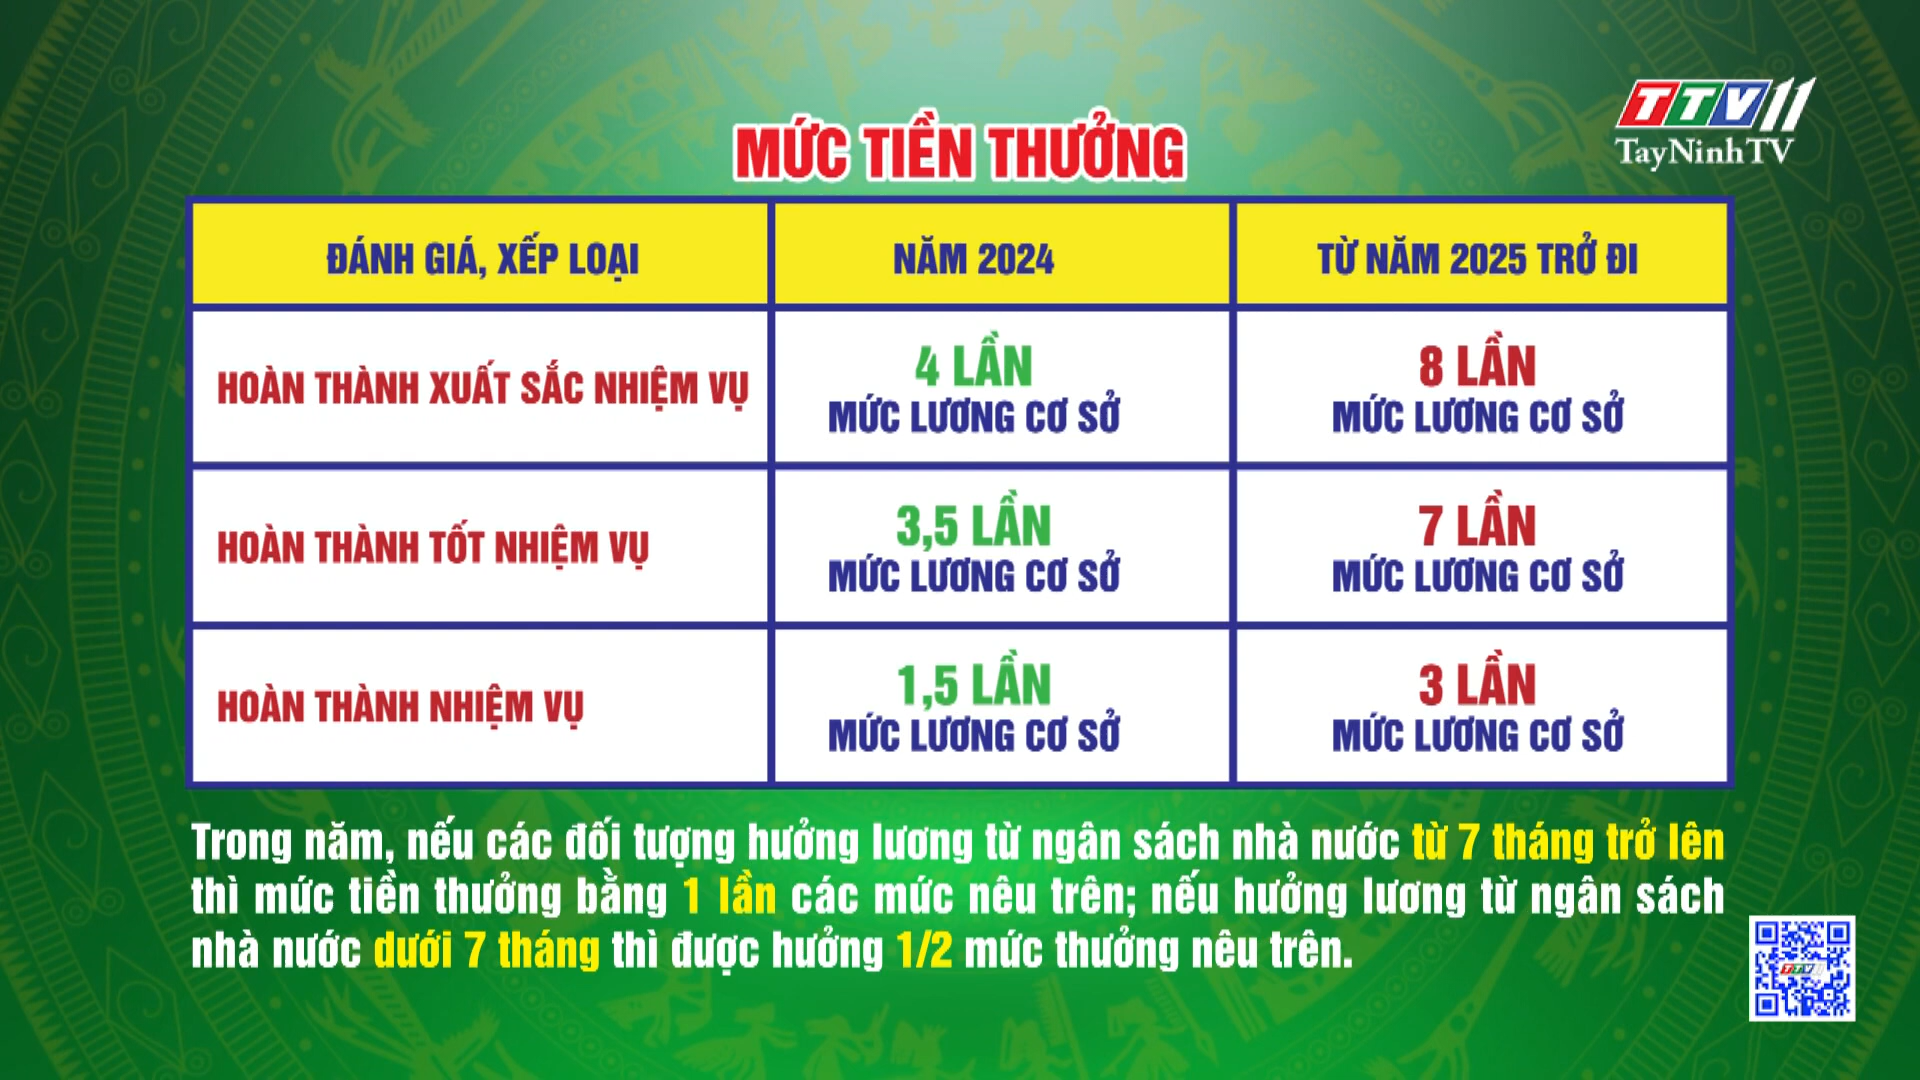 TTV11
TayNinhTV
MỨC TIỀN THƯỞNG
ĐÁNH GIÁ, XẾP LOẠI
NĂM 2024
TỪ NĂM 2025 TRỞ ĐI
HOÀN THÀNH XUẤT SẮC NHIỆM VỤ
4 LẦN
MỨC LƯƠNG CƠ SỞ
8 LẦN
MỨC LƯƠNG CƠ SỞ
HOÀN THÀNH TỐT NHIỆM VỤ
3,5 LẦN
MỨC LƯƠNG CƠ SỞ
7 LẦN
MỨC LƯƠNG CƠ SỞ
HOÀN THÀNH NHIỆM VỤ
1,5 LẦN
MỨC LƯƠNG CƠ SỞ
3 LẦN
MỨC LƯƠNG CƠ SỞ
Trong năm, nếu các đối tượng hưởng lương từ ngân sách nhà nước từ 7 tháng trở lên
thì mức tiền thưởng bằng 1 lần các mức nêu trên; nếu hưởng lương từ ngân sách
nhà nước dưới 7 tháng thì được hưởng 1/2 mức thưởng nêu trên.
TTV11